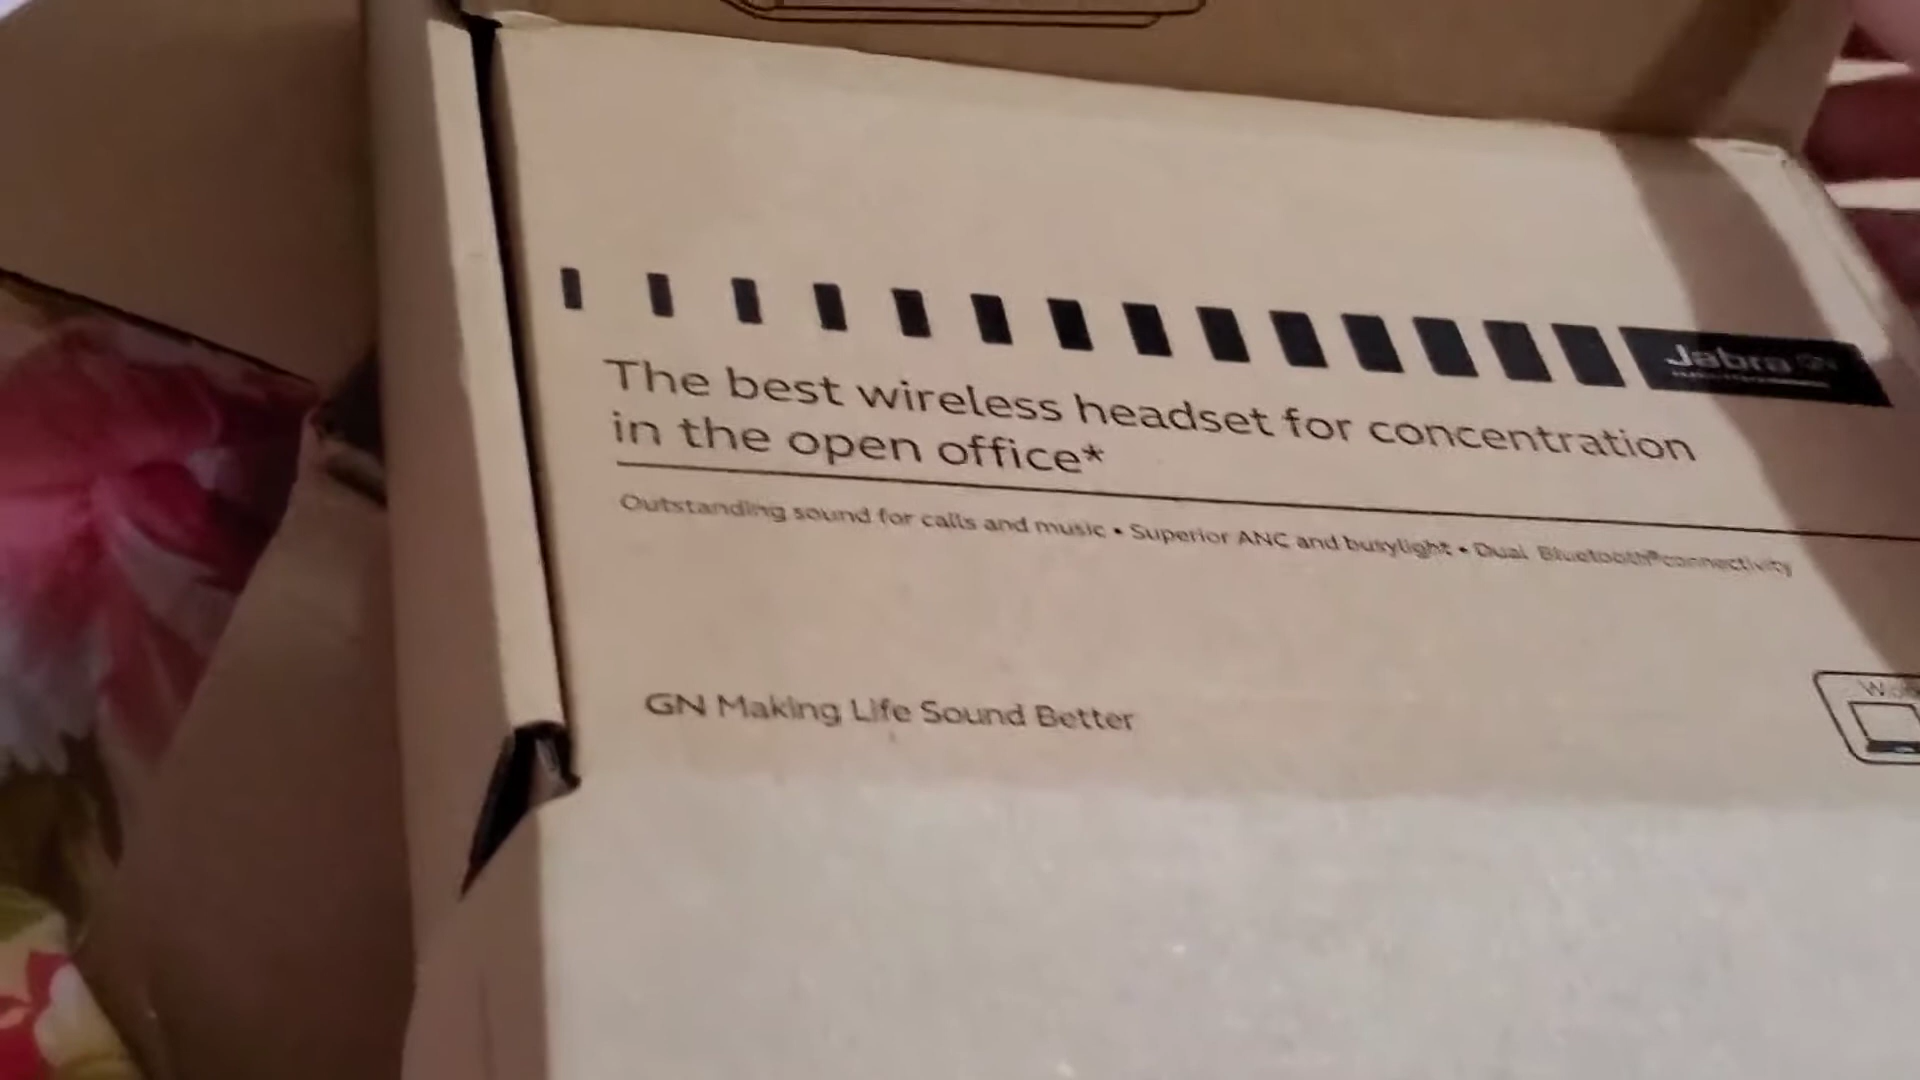 Jabra GN
The best wireless headset for concentration
in the open office*
Outstanding sound for calls and music • Superior ANC and busylight • Dual Bluetooth® connectivity
GN Making Life Sound Better